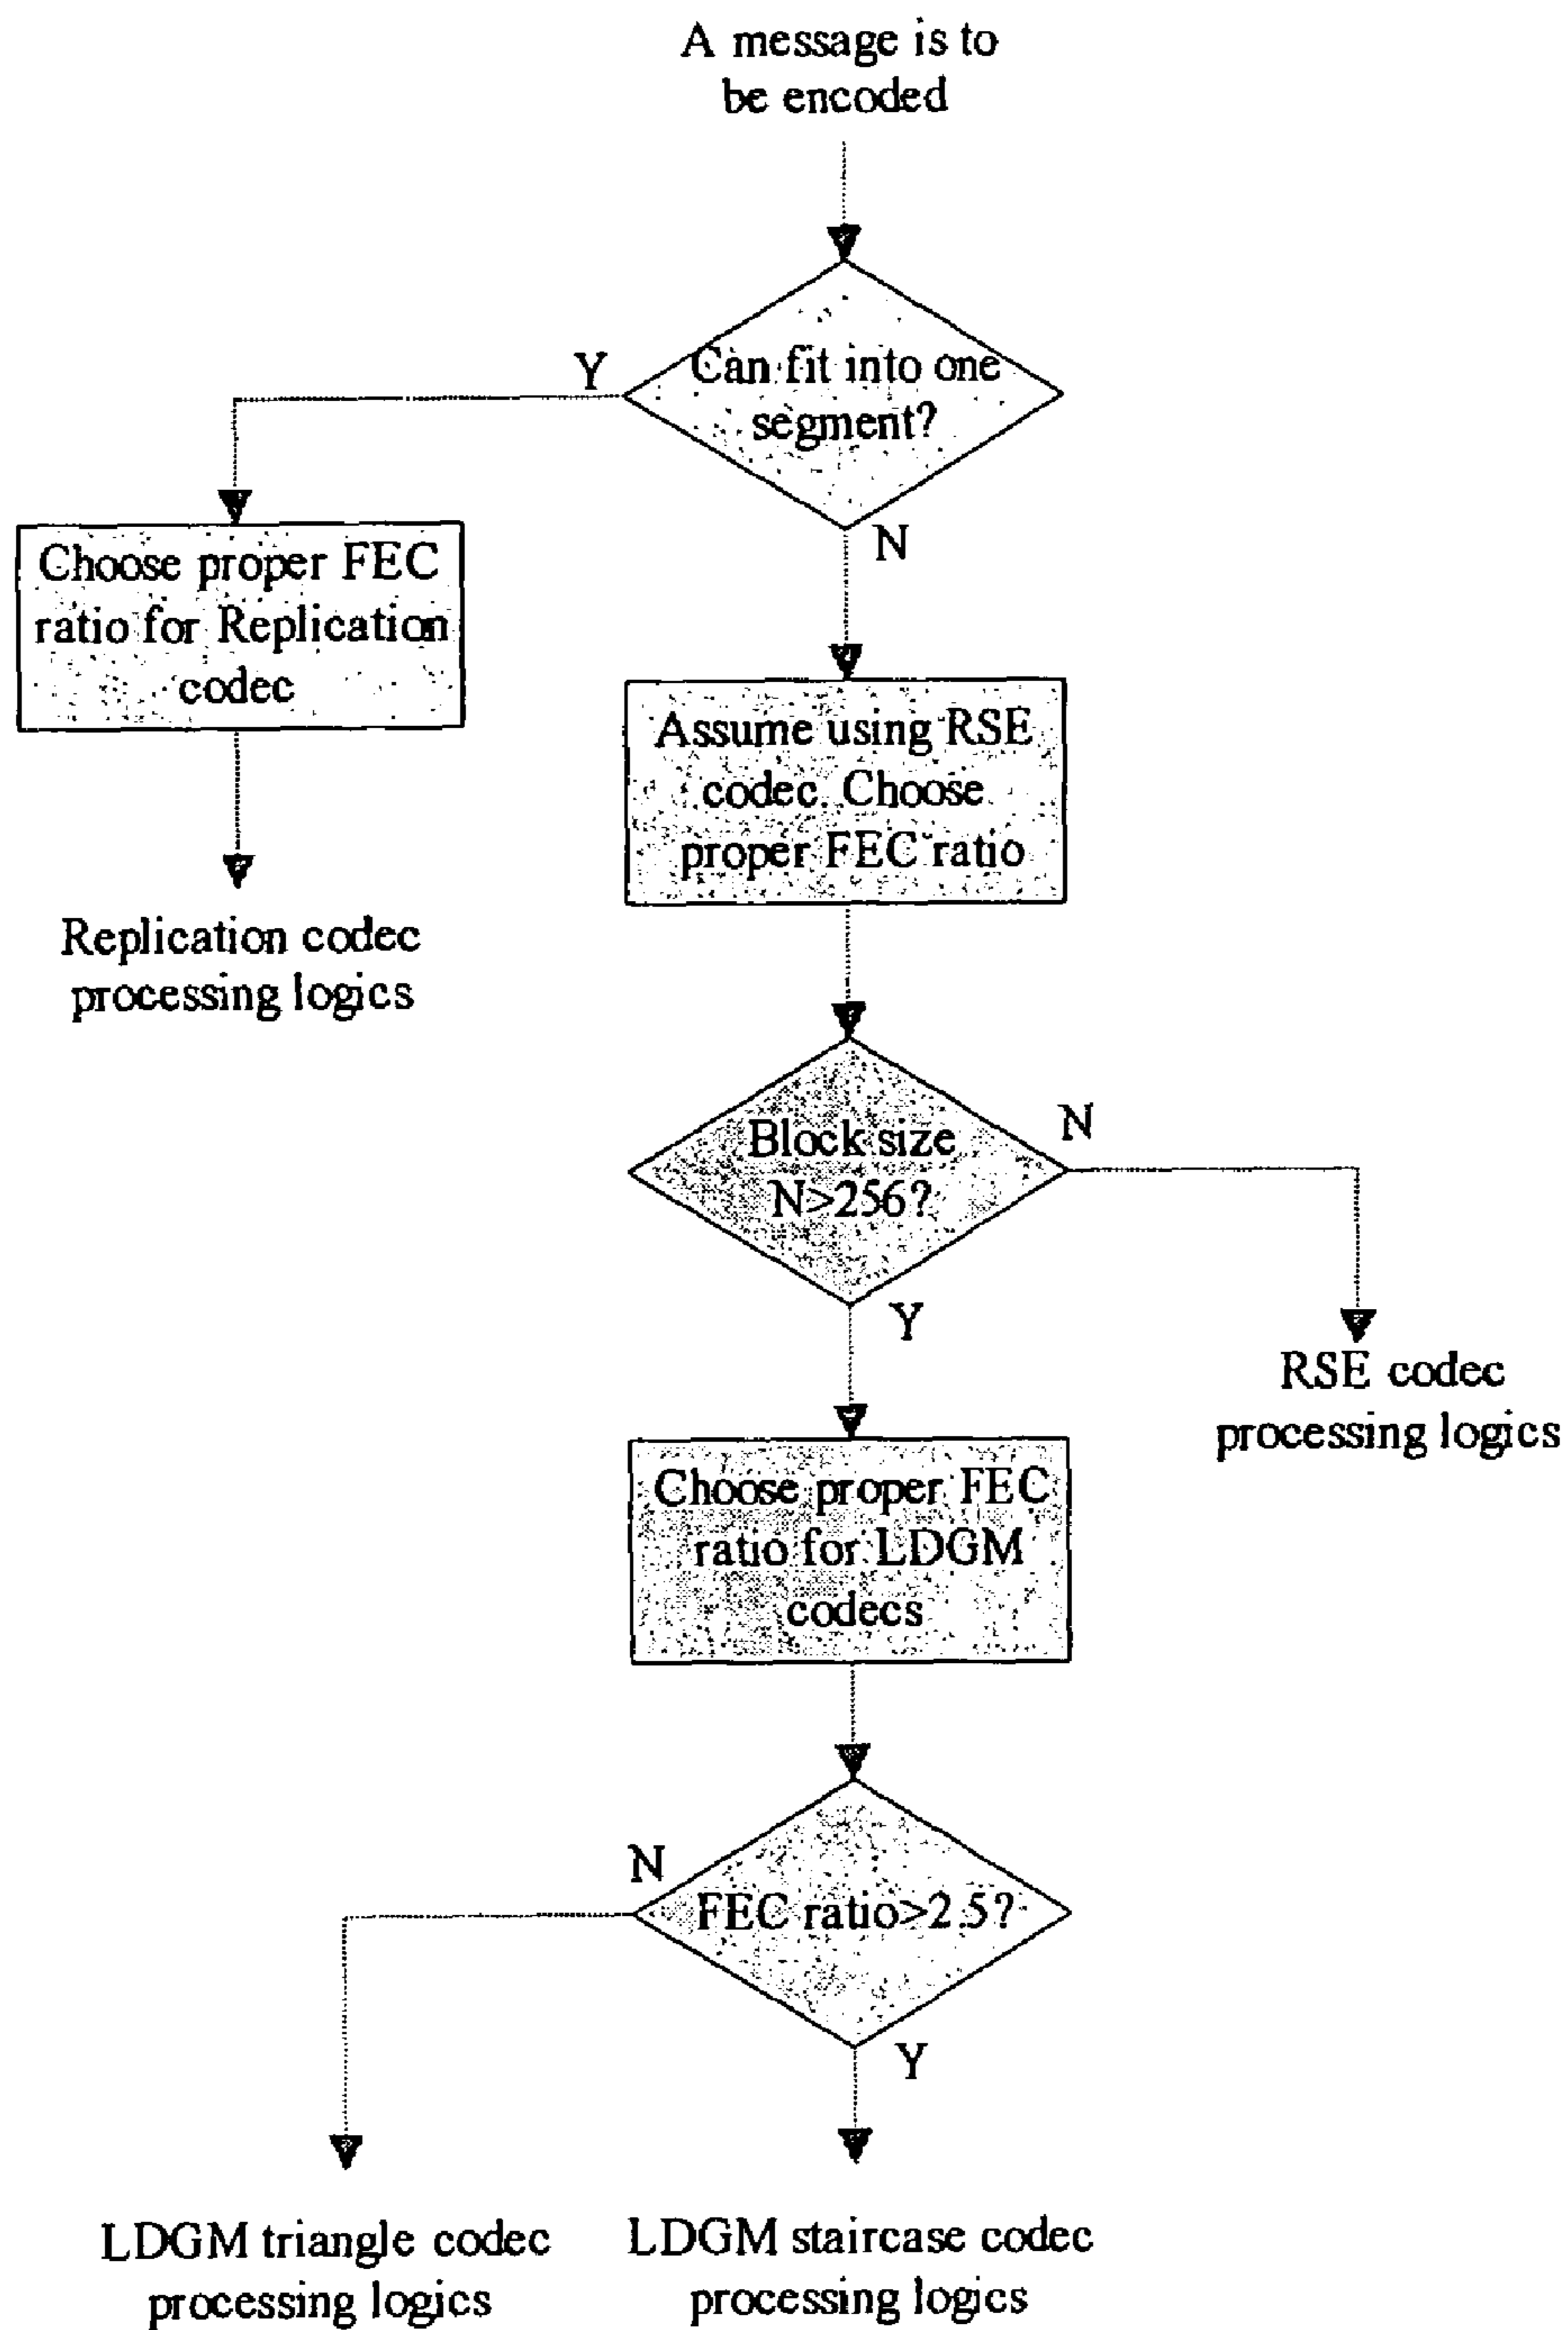 A message is to
be encoded
Can fit into one
segment?
Y
N
Choose proper FEC
ratio for Replication
codec
Replication codec
processing logics
Assume using RSE
codec. Choose
proper FEC ratio
Block size
N>256?
N
Y
RSE codec
processing logics
Choose proper FEC
ratio for LDGM
codecs
FEC ratio>2.5?
N
Y
LDGM triangle codec
processing logics
LDGM staircase codec
processing logics